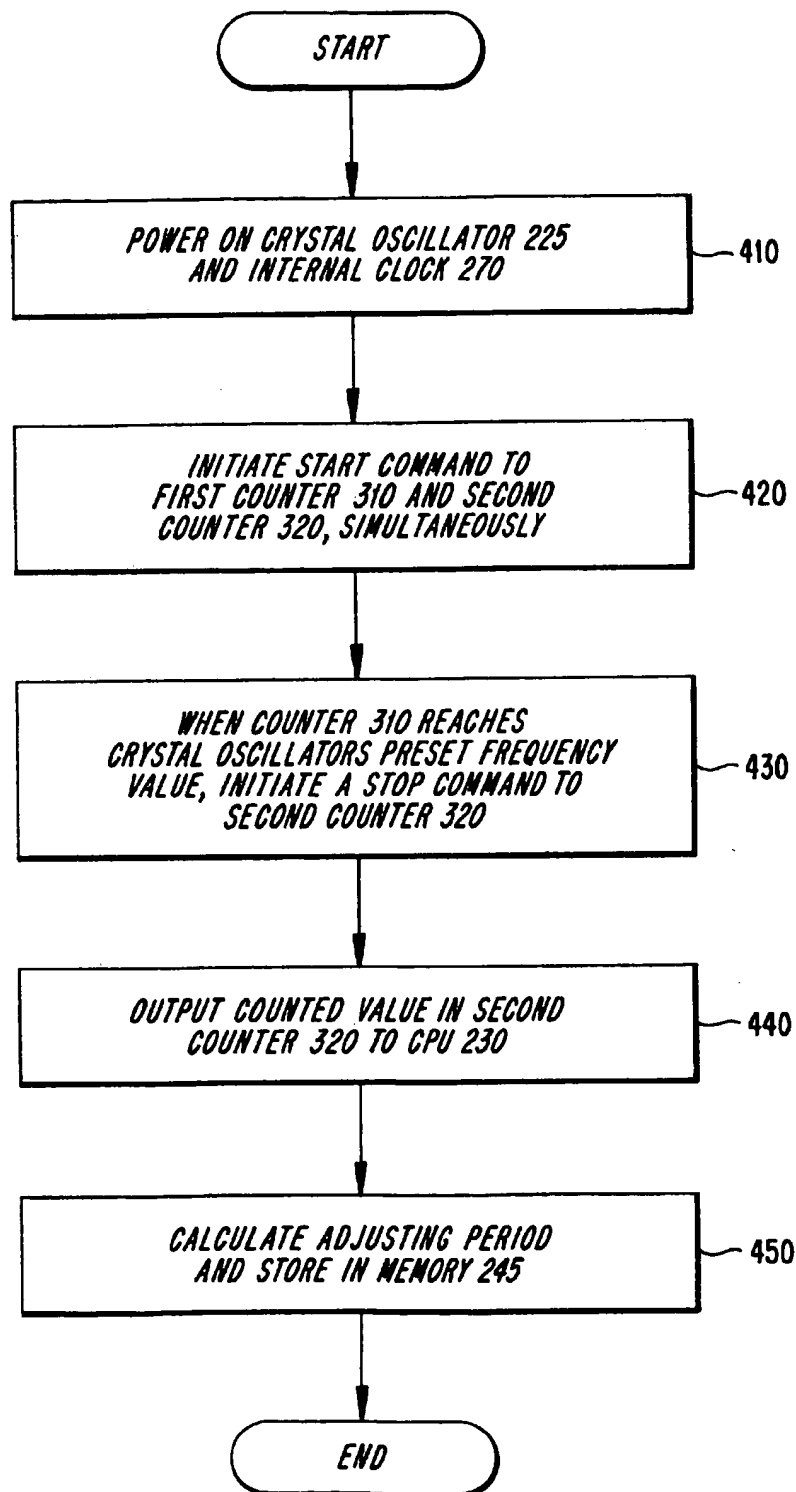 START
POWER ON CRYSTAL OSCILLATOR 225
AND INTERNAL CLOCK 270
410
INITIATE START COMMAND TO
FIRST COUNTER 310 AND SECOND
COUNTER 320, SIMULTANEOUSLY
420
WHEN COUNTER 310 REACHES
CRYSTAL OSCILLATORS PRESET FREQUENCY
VALUE, INITIATE A STOP COMMAND TO
SECOND COUNTER 320
430
OUTPUT COUNTED VALUE IN SECOND
COUNTER 320 TO CPU 230
440
CALCULATE ADJUSTING PERIOD
AND STORE IN MEMORY 245
450
END